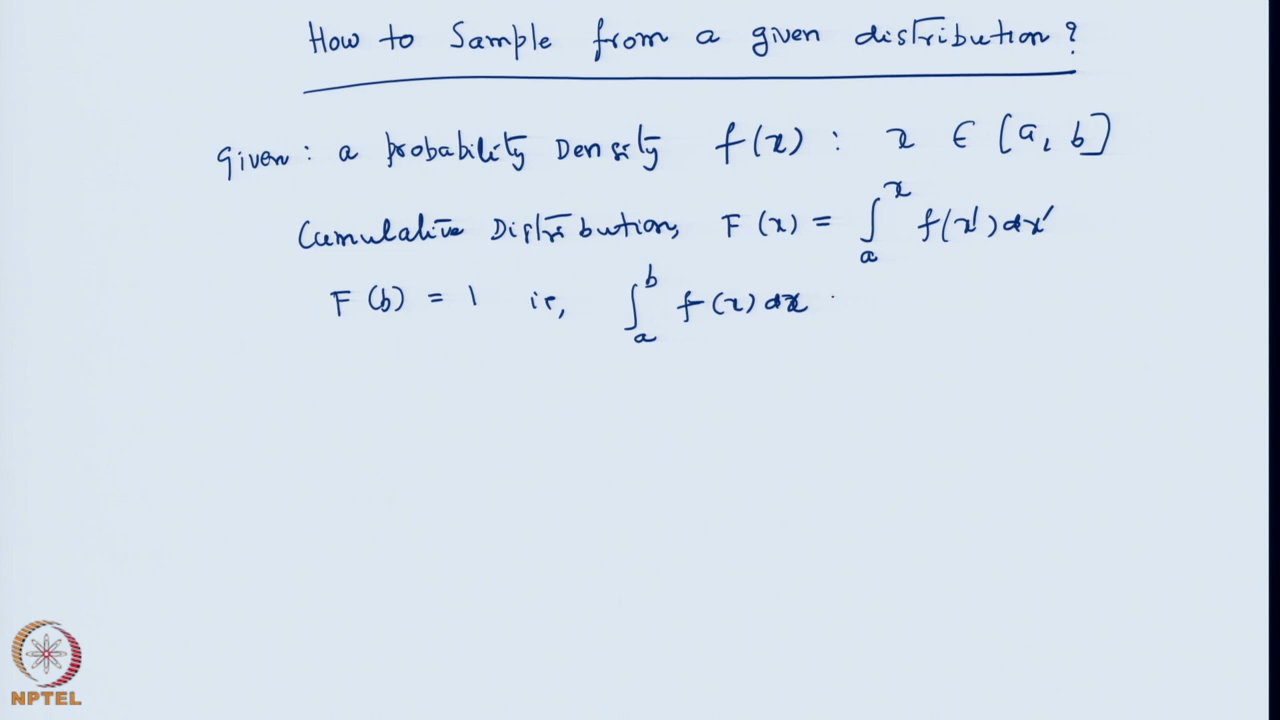 How to Sample from a given distribution?
Given: a probability Density f(x) : x ∈ [a, b]
Cumulative Distribution, F(x) = ∫_a^x f(x')dx'
F(b) = 1 ie, ∫_a^b f(x)dx
NPTEL